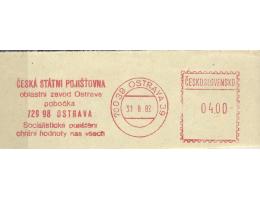 ČESKÁ STÁTNÍ POJIŠŤOVNA
oblastní závod Ostrava
pobočka
729 98 OSTRAVA
Socialistické pojištění
chrání hodnoty nás všech
700 30 OSTRAVA 39
31. 8. 82
ČESKOSLOVENSKO
04.00